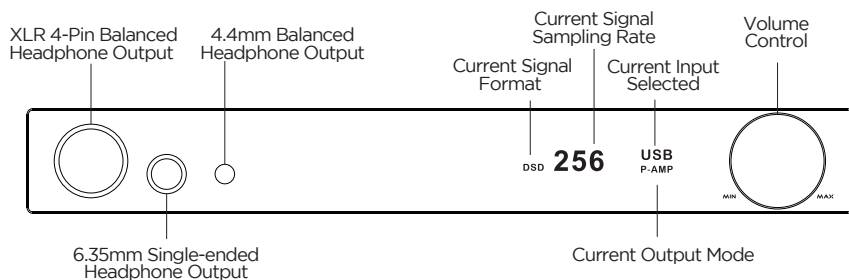 XLR 4-Pin Balanced
Headphone Output
4.4mm Balanced
Headphone Output
Current Signal
Sampling Rate
Current Signal
Format
Current Input
Selected
Volume
Control
DSD 256
USB
P-AMP
MIN
MAX
6.35mm Single-ended
Headphone Output
Current Output Mode